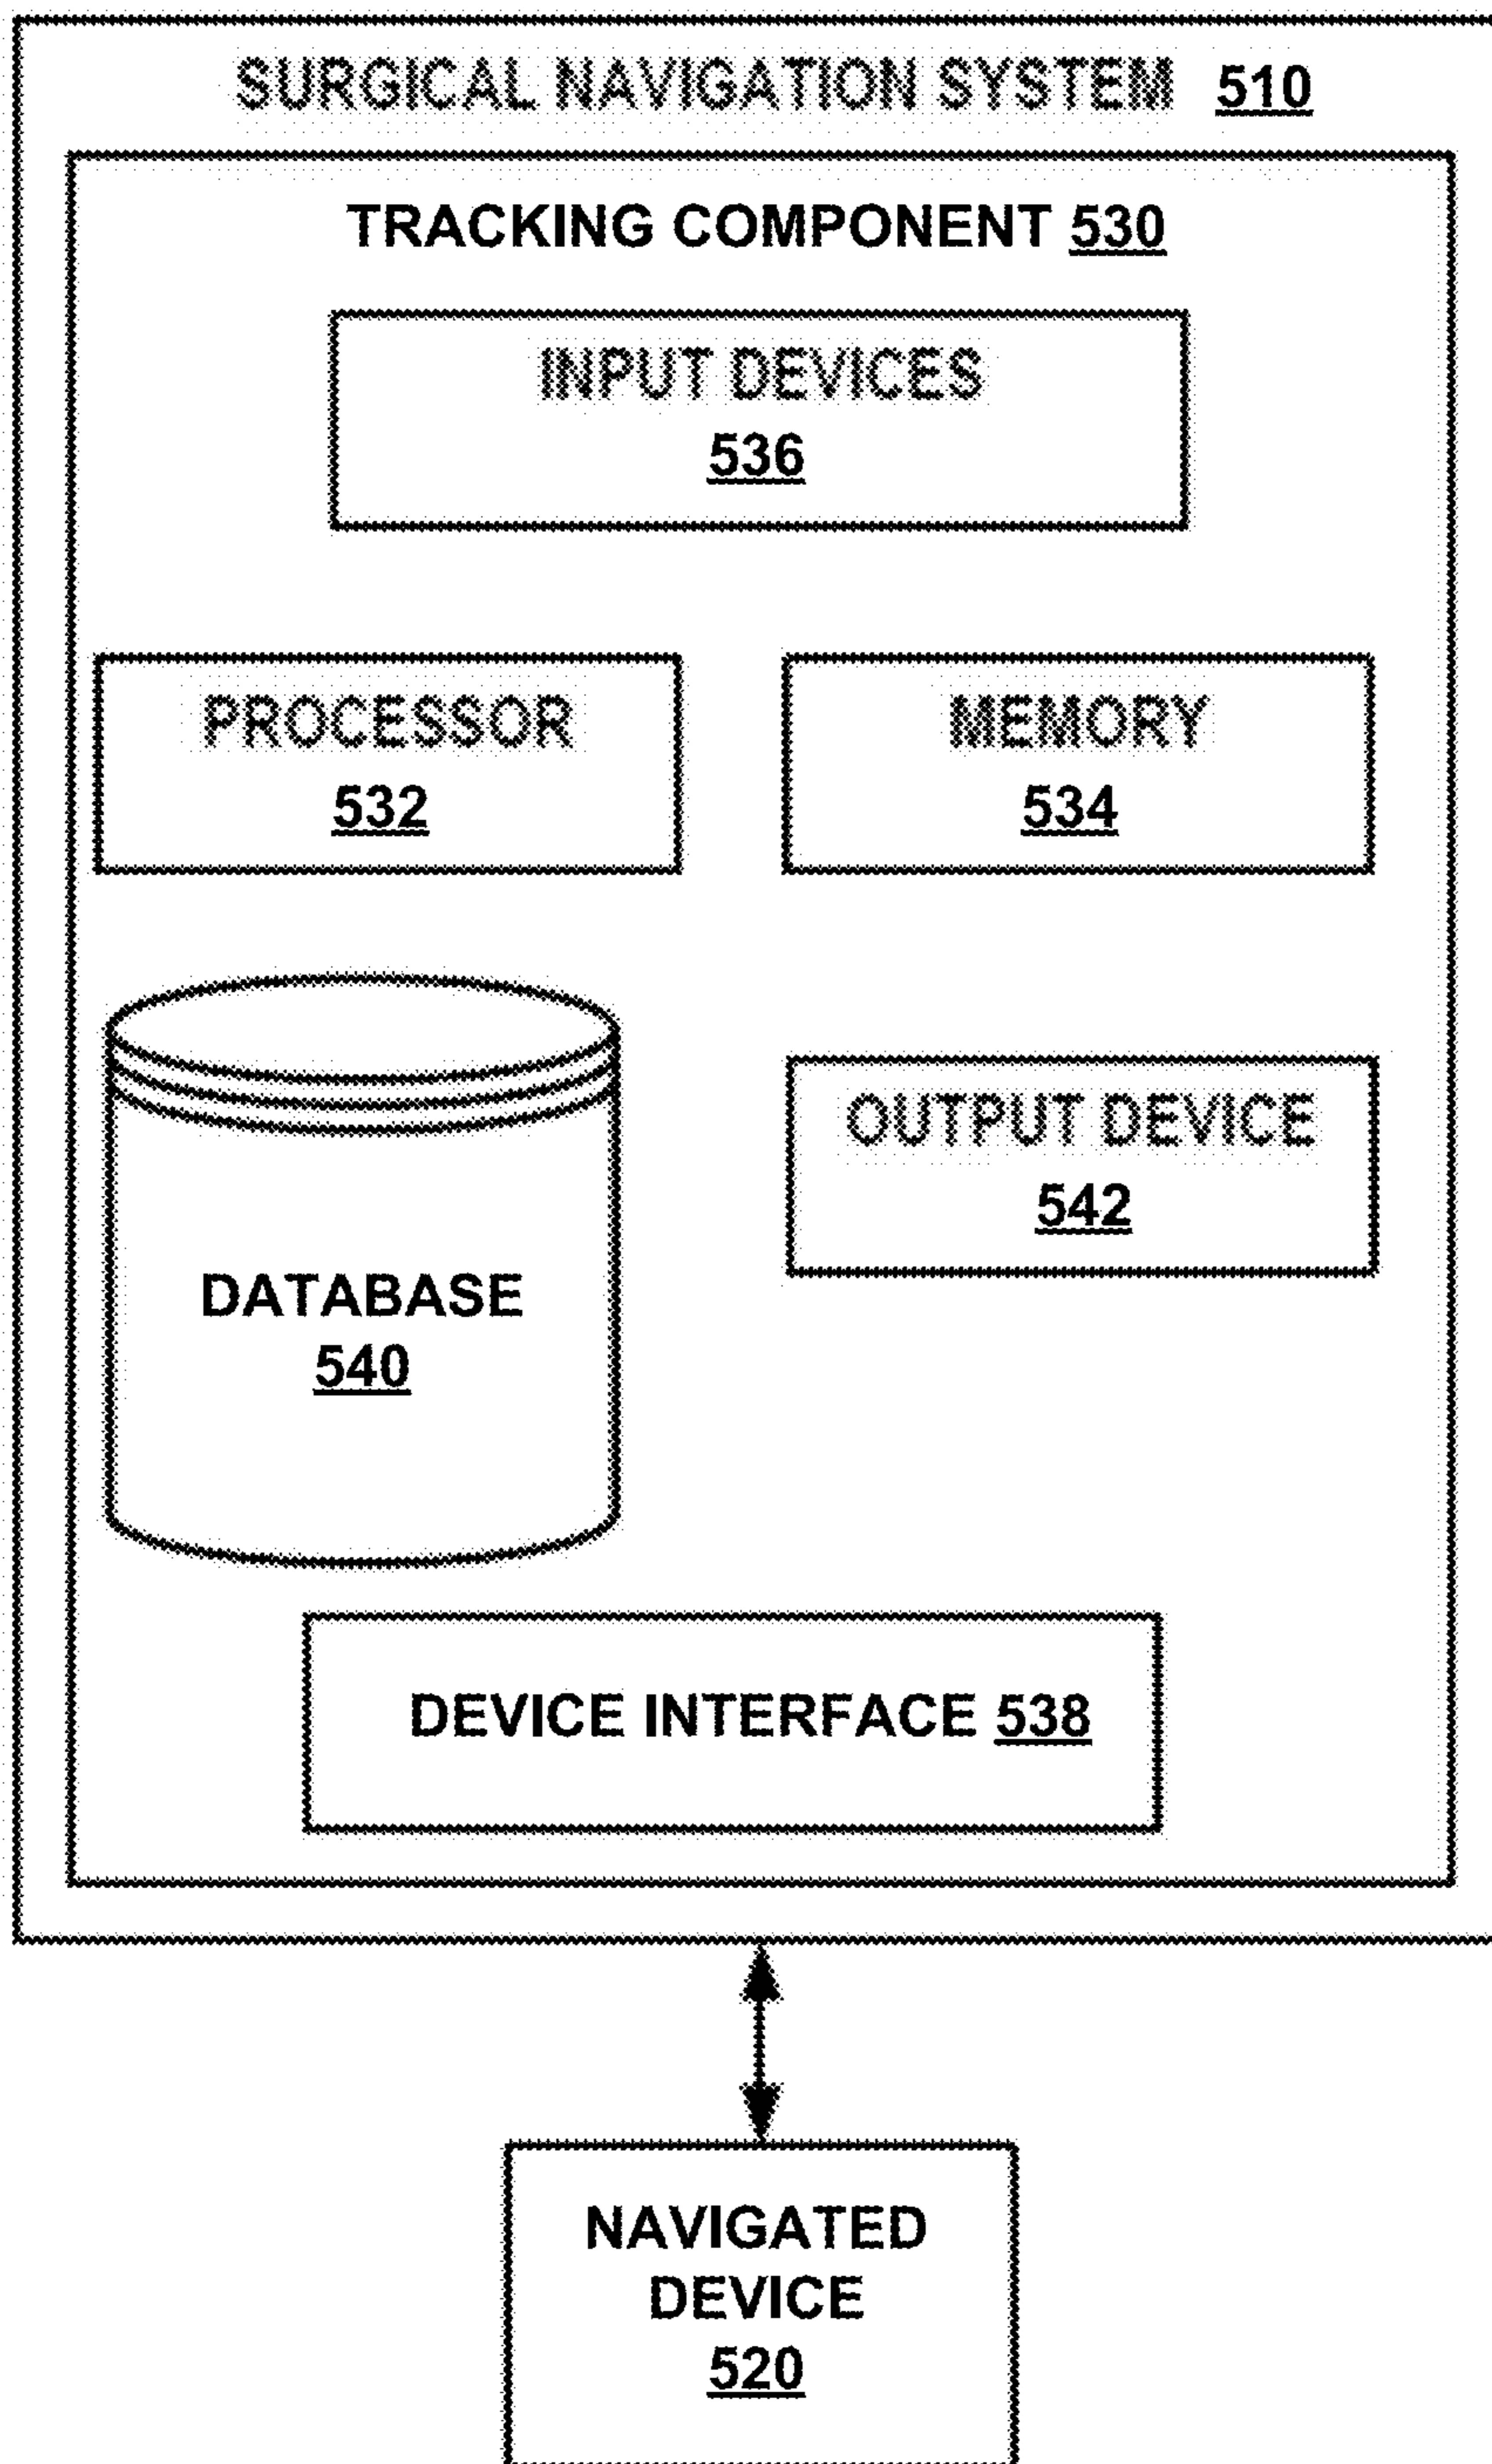 SURGICAL NAVIGATION SYSTEM 510
TRACKING COMPONENT 530
INPUT DEVICES
536
PROCESSOR
532
MEMORY
534
OUTPUT DEVICE
542
DATABASE
540
DEVICE INTERFACE 538
NAVIGATED
DEVICE
520